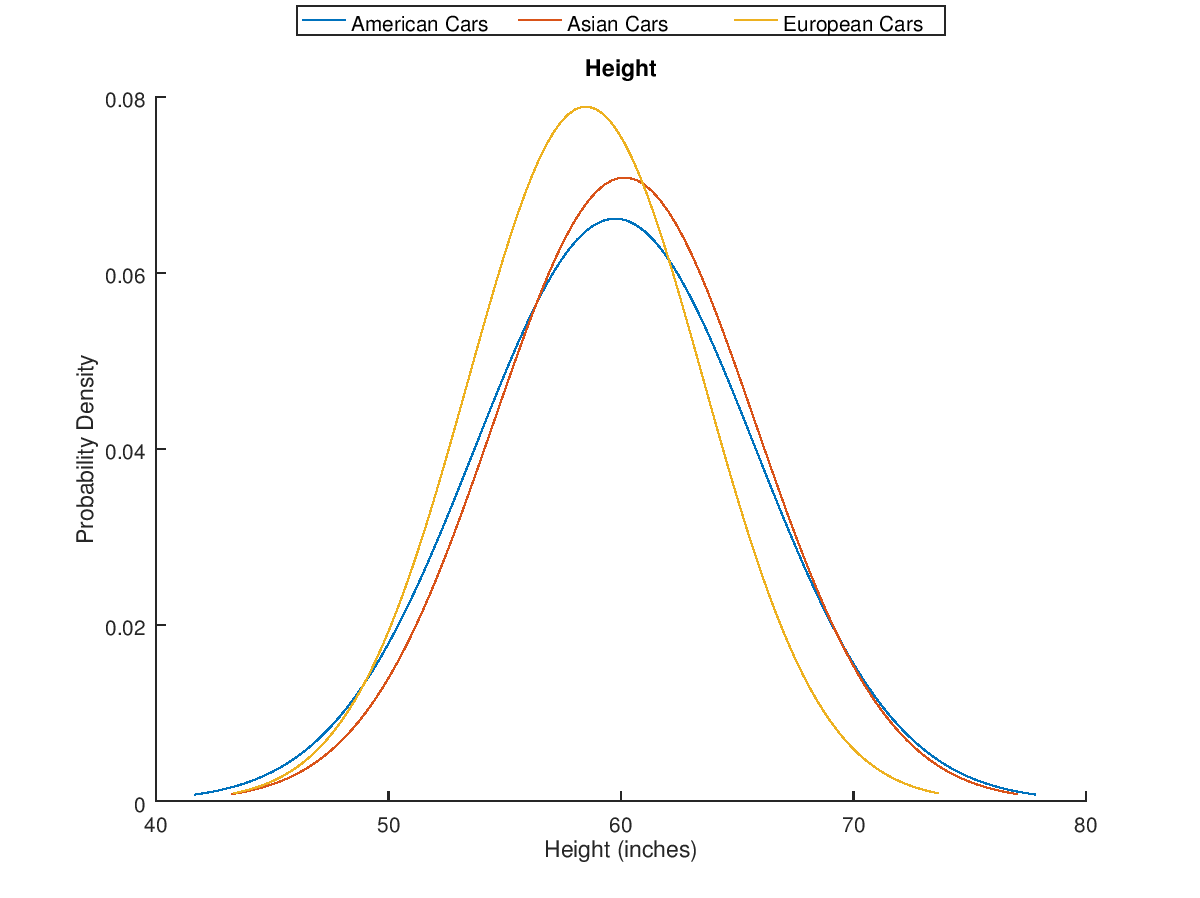 American Cars Asian Cars European Cars
Height
0.08
0.06
0.04
0.02
0
Probability Density
40 50 60 70 80
Height (inches)